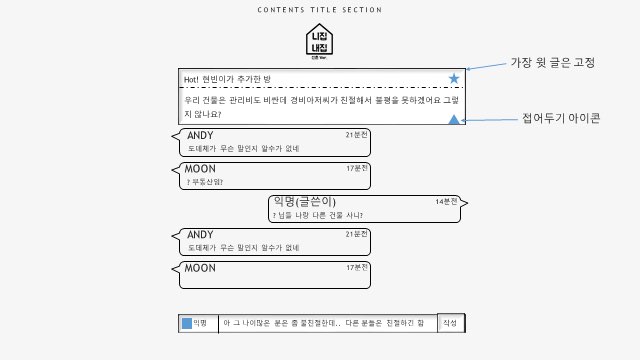 CONTENTS TITLE SECTION
니집
내집
Hot! 현빈이가 추가한 방
가장 윗 글은 고정
우리 건물은 관리비도 비싼데 경비아저씨가 친절해서 불평을 못하겠어요 그렇
지 않나요?
접어두기 아이콘
ANDY 21분전
도데체가 무슨 말인지 알수가 없네
MOON 17분전
? 부동산업?
익명(글쓴이) 14분전
? 님들 나랑 다른 건물 사니?
ANDY 21분전
도데체가 무슨 말인지 알수가 없네
MOON 17분전
익명 아 그 나이많은 분은 좀 불친절한데.. 다른 분들은 친절하긴 함 작성